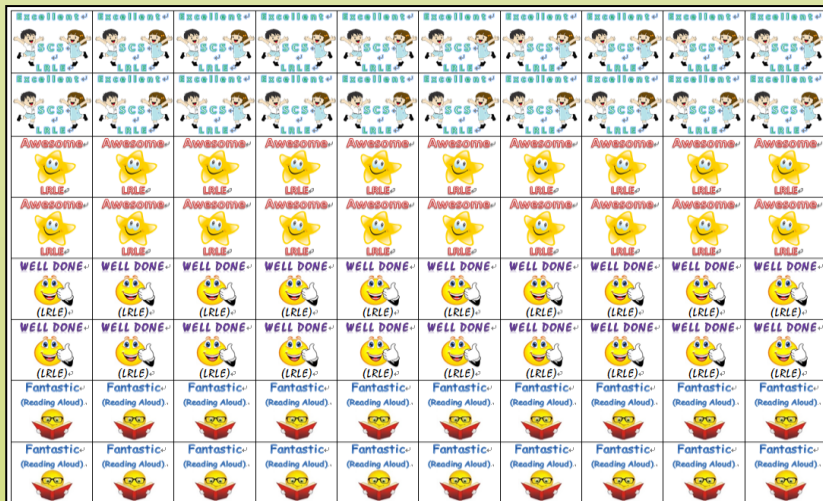 Excellent Excellent Excellent Excellent Excellent Excellent Excellent Excellent Excellent Excellent
SCS SCS SCS SCS SCS SCS SCS SCS SCS SCS
LRLE LRLE LRLE LRLE LRLE LRLE LRLE LRLE LRLE LRLE
Excellent Excellent Excellent Excellent Excellent Excellent Excellent Excellent Excellent Excellent
SCS SCS SCS SCS SCS SCS SCS SCS SCS SCS
LRLE LRLE LRLE LRLE LRLE LRLE LRLE LRLE LRLE LRLE
Awesome Awesome Awesome Awesome Awesome Awesome Awesome Awesome Awesome Awesome
LRLE LRLE LRLE LRLE LRLE LRLE LRLE LRLE LRLE LRLE
Awesome Awesome Awesome Awesome Awesome Awesome Awesome Awesome Awesome Awesome
LRLE LRLE LRLE LRLE LRLE LRLE LRLE LRLE LRLE LRLE
WELL DONE WELL DONE WELL DONE WELL DONE WELL DONE WELL DONE WELL DONE WELL DONE WELL DONE WELL DONE
(LRLE) (LRLE) (LRLE) (LRLE) (LRLE) (LRLE) (LRLE) (LRLE) (LRLE) (LRLE)
WELL DONE WELL DONE WELL DONE WELL DONE WELL DONE WELL DONE WELL DONE WELL DONE WELL DONE WELL DONE
(LRLE) (LRLE) (LRLE) (LRLE) (LRLE) (LRLE) (LRLE) (LRLE) (LRLE) (LRLE)
Fantastic Fantastic Fantastic Fantastic Fantastic Fantastic Fantastic Fantastic Fantastic Fantastic
(Reading Aloud) (Reading Aloud) (Reading Aloud) (Reading Aloud) (Reading Aloud) (Reading Aloud) (Reading Aloud) (Reading Aloud) (Reading Aloud) (Reading Aloud)
Fantastic Fantastic Fantastic Fantastic Fantastic Fantastic Fantastic Fantastic Fantastic Fantastic
(Reading Aloud) (Reading Aloud) (Reading Aloud) (Reading Aloud) (Reading Aloud) (Reading Aloud) (Reading Aloud) (Reading Aloud) (Reading Aloud) (Reading Aloud)